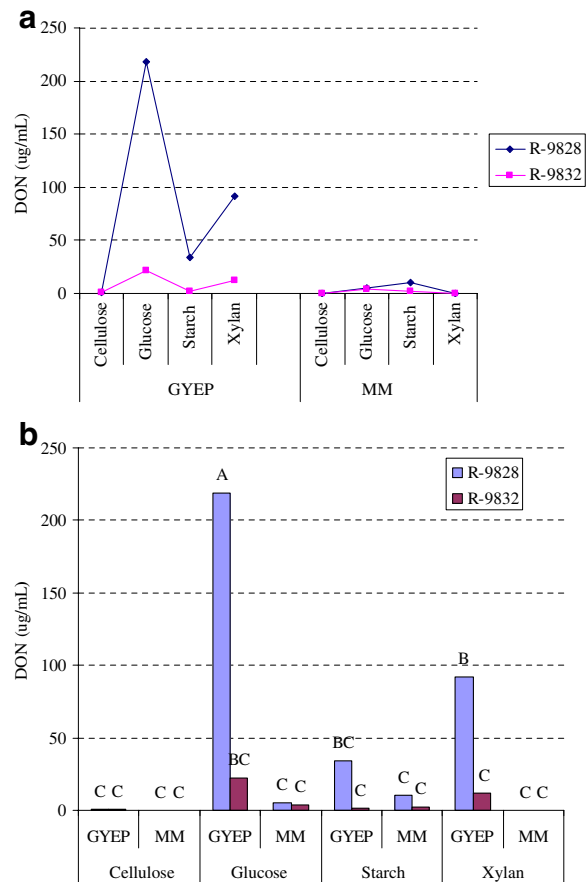 a
250
200
150
100
50
0
DON (ug/mL)
R-9828
R-9832
Cellulose Glucose Starch Xylan Cellulose Glucose Starch Xylan
GYEP MM
b
250
200
150
100
50
0
DON (ug/mL)
R-9828
R-9832
A
B
BC
BC
C C C C C C C C C C C C
GYEP MM GYEP MM GYEP MM GYEP MM
Cellulose Glucose Starch Xylan